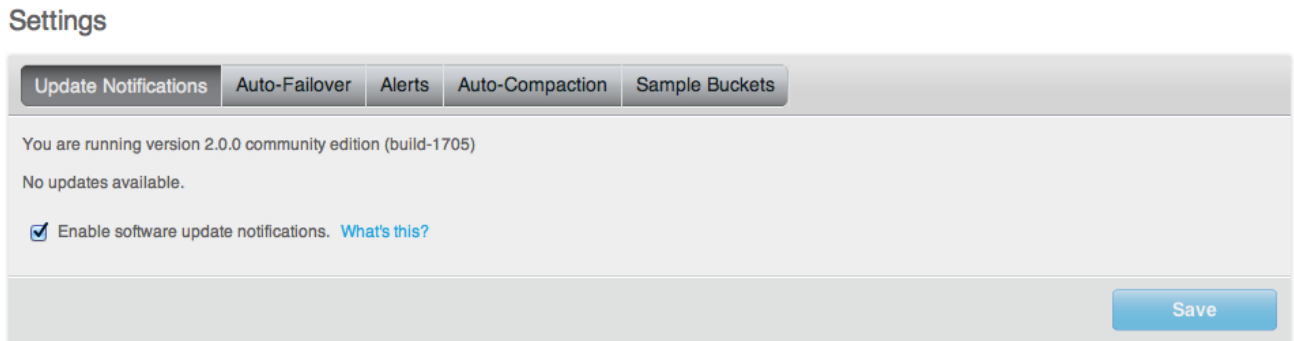 Settings
Update Notifications Auto-Failover Alerts Auto-Compaction Sample Buckets
You are running version 2.0.0 community edition (build-1705)
No updates available.
Enable software update notifications. What's this?
Save